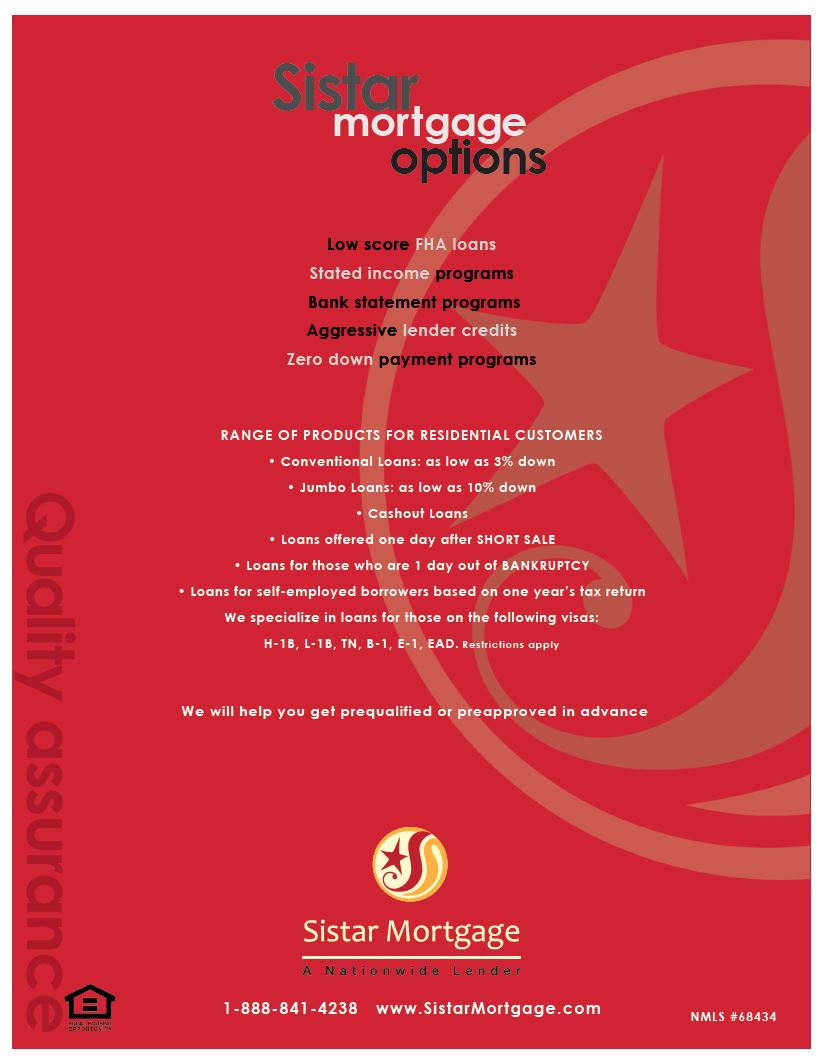 Sistar
mortgage
options
Low score FHA loans
Stated income programs
Bank statement programs
Aggressive lender credits
Zero down payment programs
RANGE OF PRODUCTS FOR RESIDENTIAL CUSTOMERS
• Conventional Loans: as low as 3% down
• Jumbo Loans: as low as 10% down
• Cashout Loans
• Loans offered one day after SHORT SALE
• Loans for those who are 1 day out of BANKRUPTCY
• Loans for self-employed borrowers based on one year’s tax return
We specialize in loans for those on the following visas:
H-1B, L-1B, TN, B-1, E-1, EAD. Restrictions apply
We will help you get prequalified or preapproved in advance
Quality assurance
Sistar Mortgage
A Nationwide Lender
EQUAL HOUSING
OPPORTUNITY
1-888-841-4238 www.SistarMortgage.com
NMLS #68434